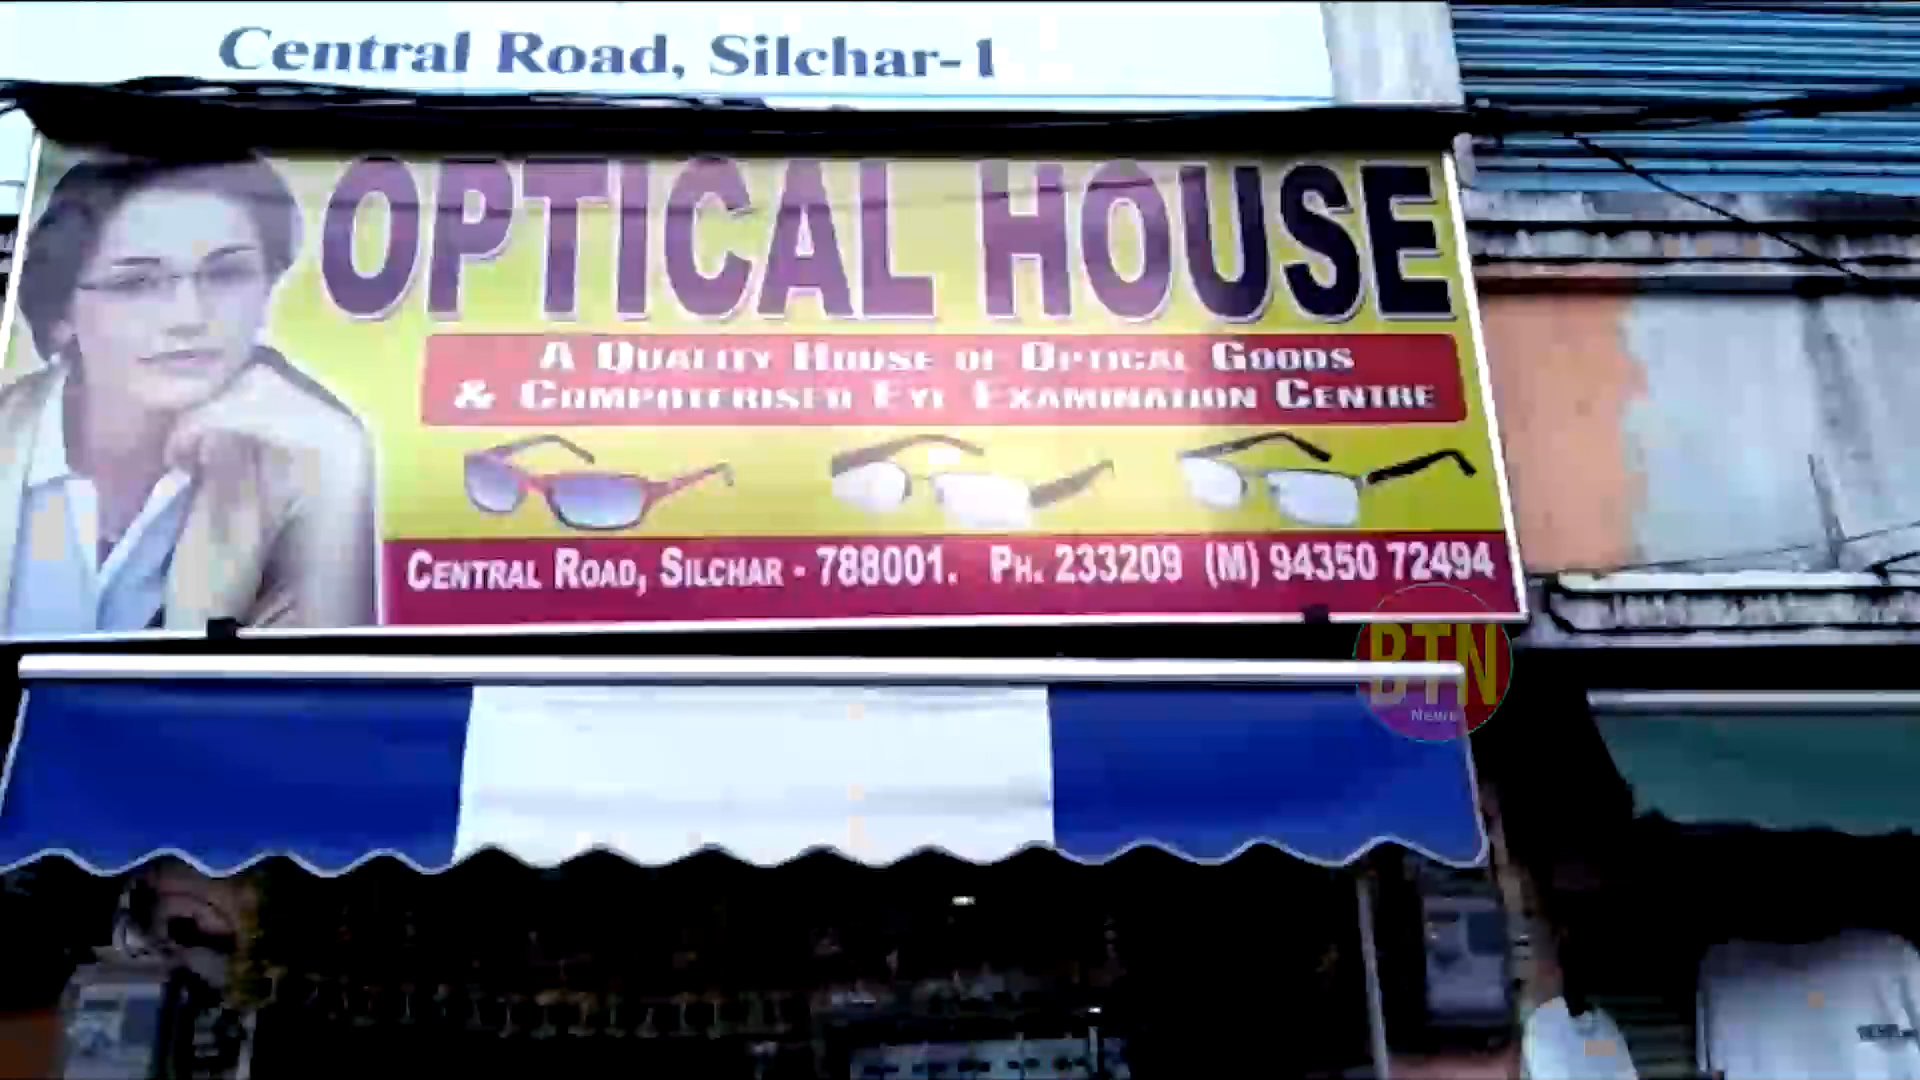 Central Road, Silchar-1
OPTICAL HOUSE
A QUALITY HOUSE OF OPTICAL GOODS
& COMPUTERISED EYE EXAMINATION CENTRE
CENTRAL ROAD, SILCHAR - 788001. PH. 233209 (M) 94350 72494
BTN
News